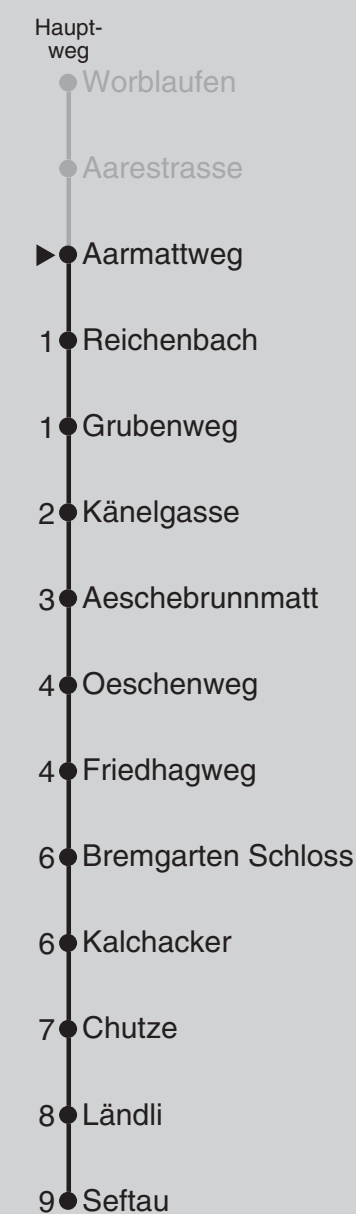 Haupt-
weg
Worblaufen
Aarestrasse
Aarmattweg
1 Reichenbach
1 Grubenweg
2 Känelgasse
3 Aeschebrunnmatt
4 Oeschenweg
4 Friedhagweg
6 Bremgarten Schloss
6 Kalchacker
7 Chutze
8 Ländli
9 Seftau